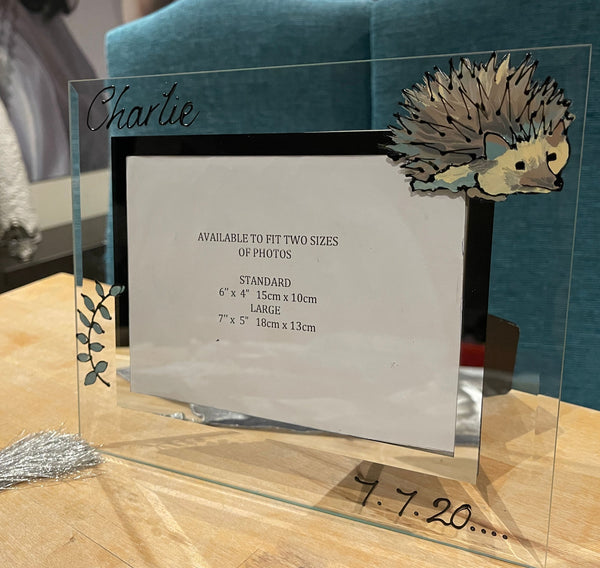 Charlie
AVAILABLE TO FIT TWO SIZES
OF PHOTOS
STANDARD
6" x 4" 15cm x 10cm
LARGE
7" x 5" 18cm x 13cm
7.7.20....